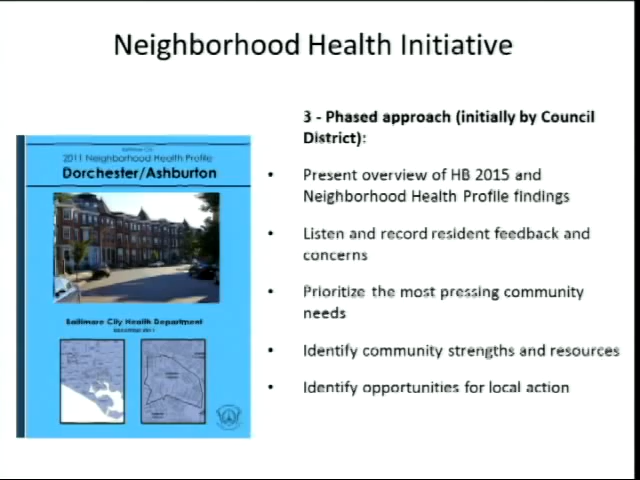 Neighborhood Health Initiative
3 - Phased approach (initially by Council
District):
• Present overview of HB 2015 and
Neighborhood Health Profile findings
• Listen and record resident feedback and
concerns
• Prioritize the most pressing community
needs
• Identify community strengths and resources
• Identify opportunities for local action
Baltimore City
2011 Neighborhood Health Profile
Dorchester/Ashburton
Baltimore City Health Department